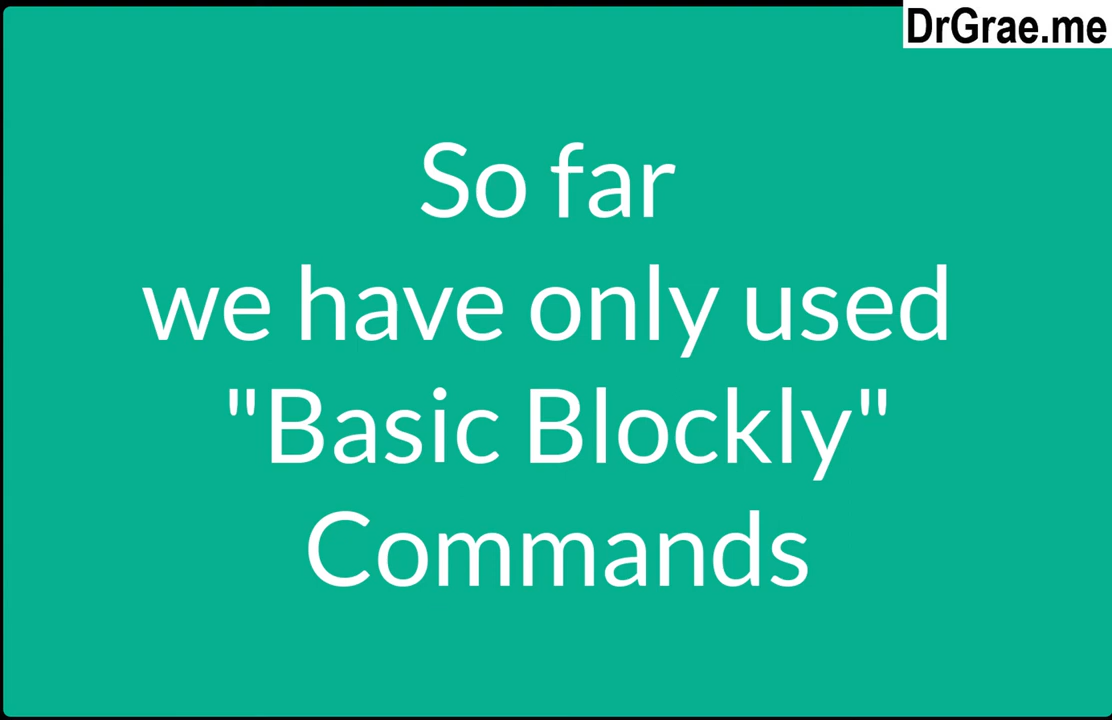 DrGrae.me
So far
we have only used
"Basic Blockly"
Commands